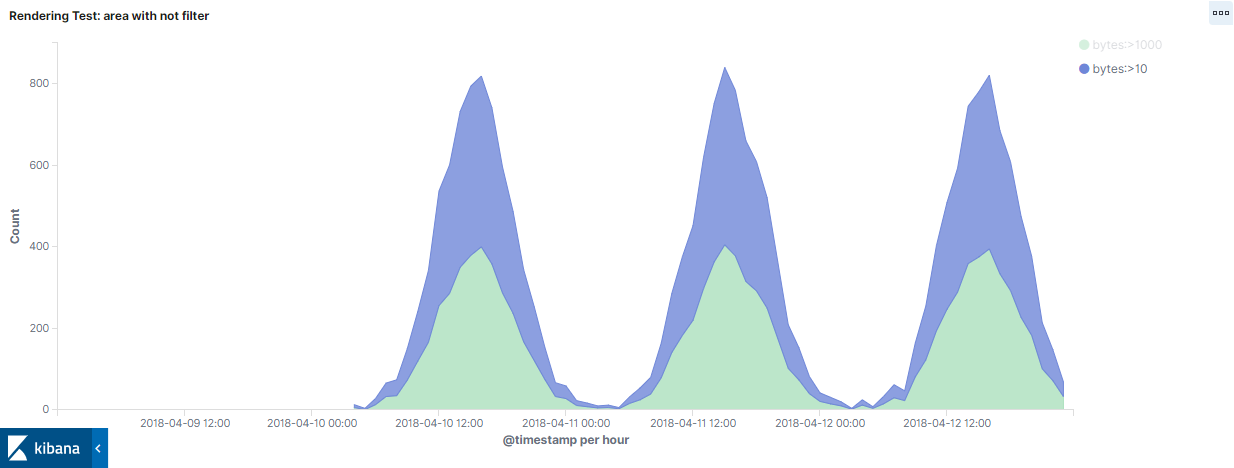 Rendering Test: area with not filter
bytes:>1000
bytes:>10
Count
800
600
400
200
0
2018-04-09 12:00
2018-04-10 00:00
2018-04-10 12:00
2018-04-11 00:00
2018-04-11 12:00
2018-04-12 00:00
2018-04-12 12:00
@timestamp per hour
kibana